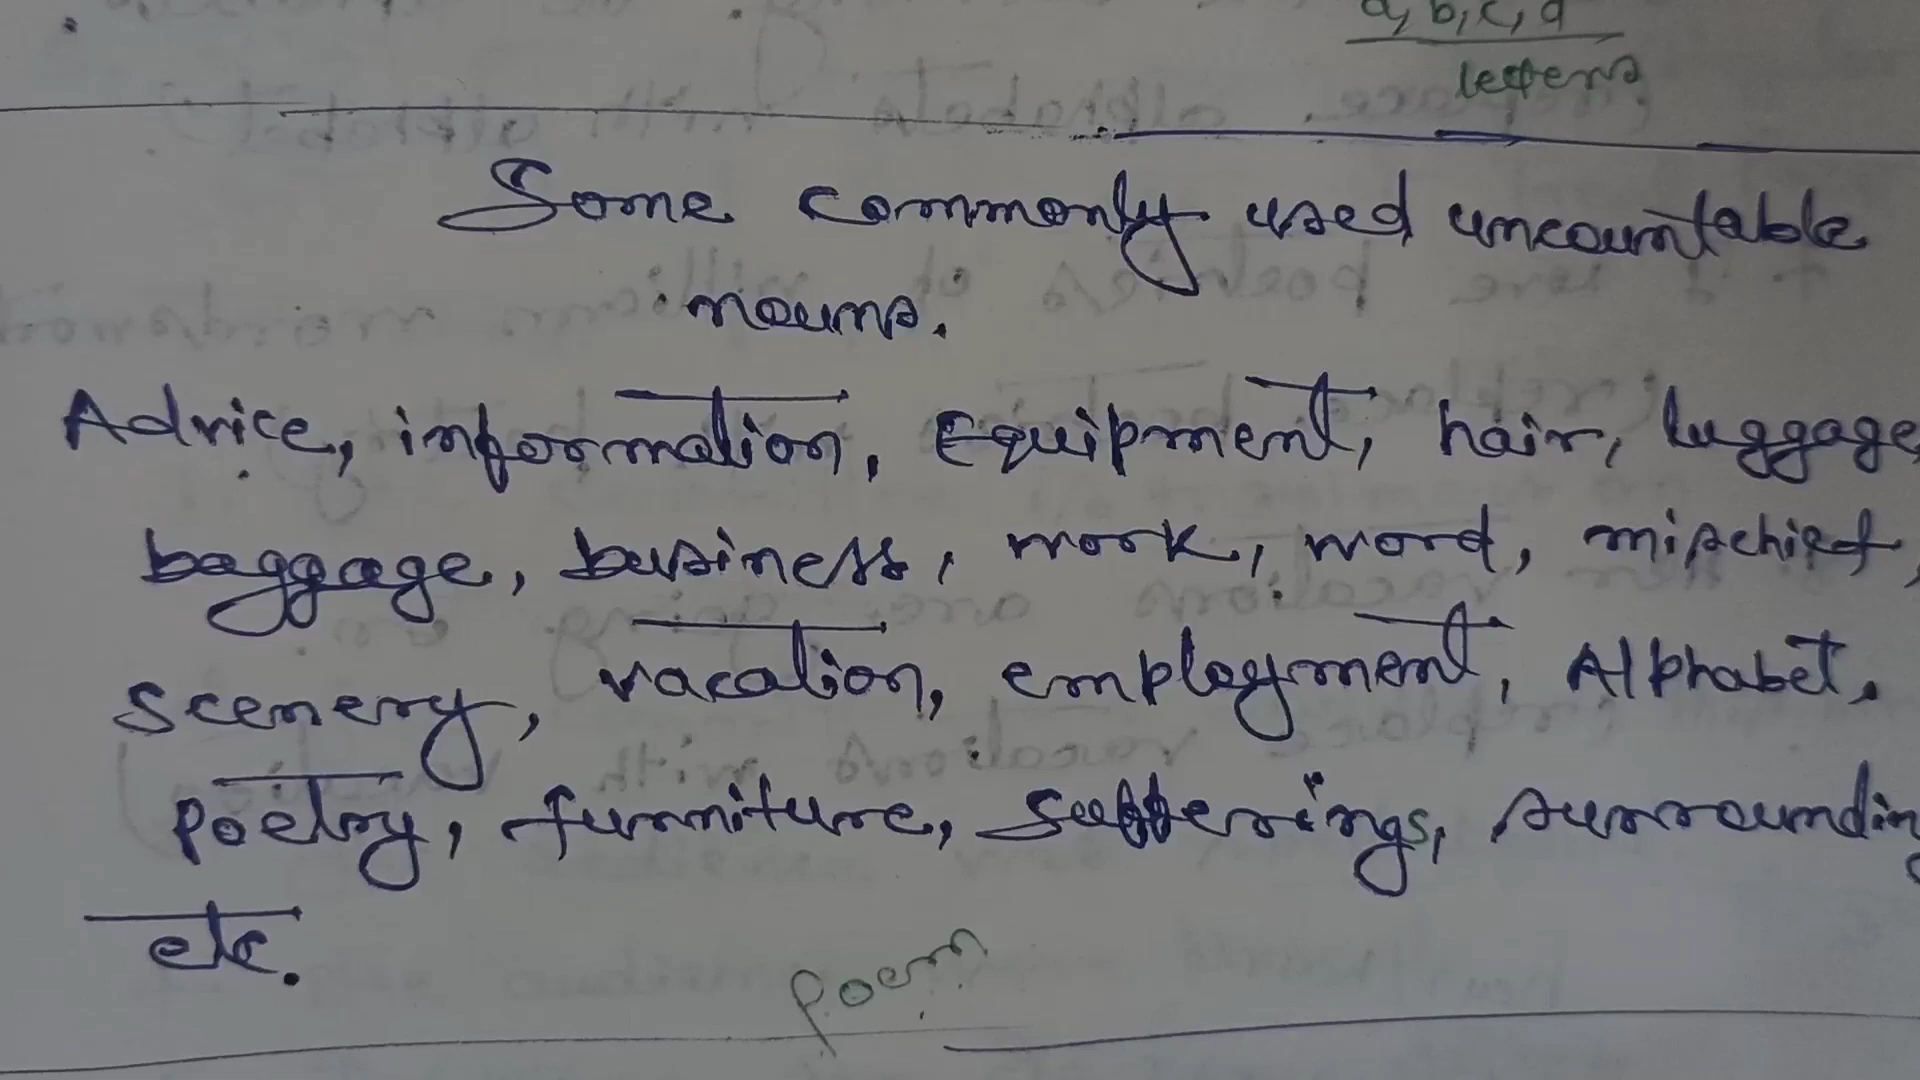 a, b, c, d
letters
Some commonly used uncountable
nouns.
Advice, information, Equipment, hair, luggage,
baggage, business, work, word, mischief,
scenery, vacation, employment, Alphabet,
Poetry, furniture, Sufferings, surrounding
etc.
Poem